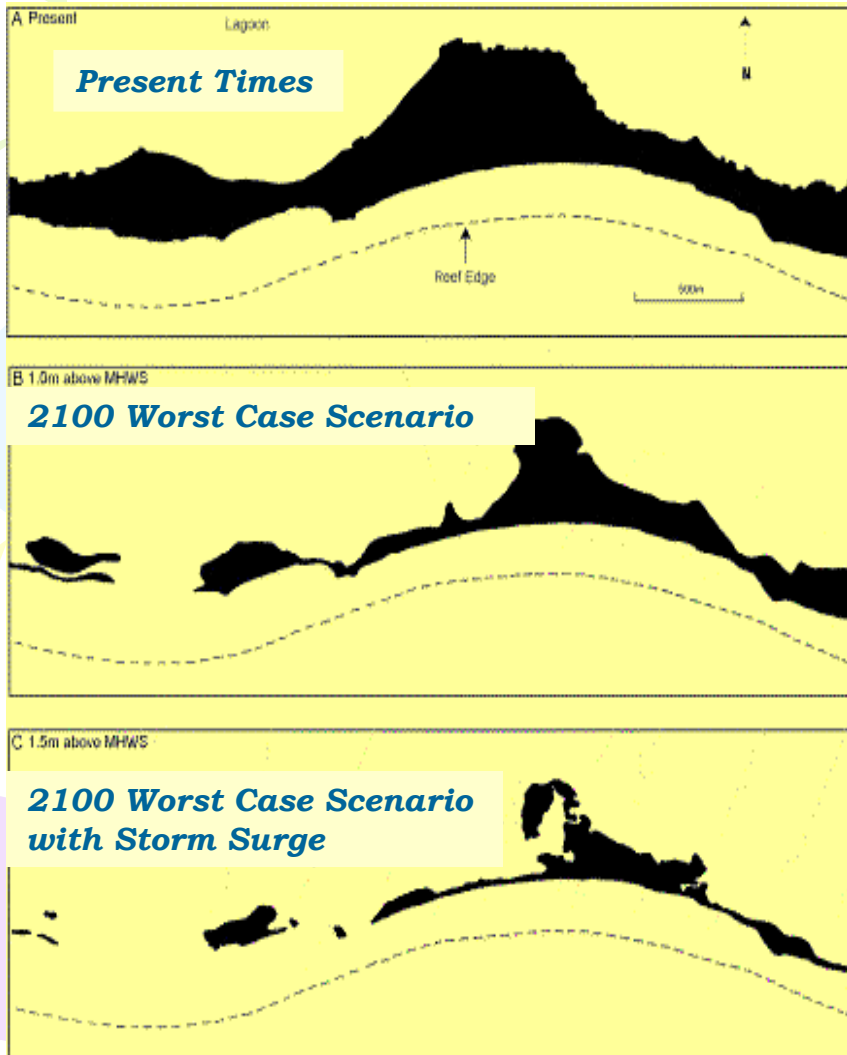 A Present
Lagoon
N
Present Times
Reef Edge
500m
B 1.0m above MHWS
2100 Worst Case Scenario
C 1.5m above MHWS
2100 Worst Case Scenario
with Storm Surge